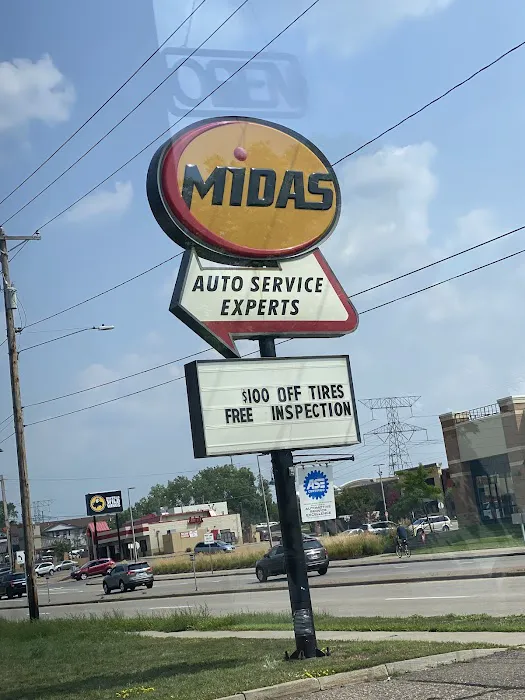 OPEN
MIDAS
AUTO SERVICE
EXPERTS
$100 OFF TIRES
FREE INSPECTION
ASE